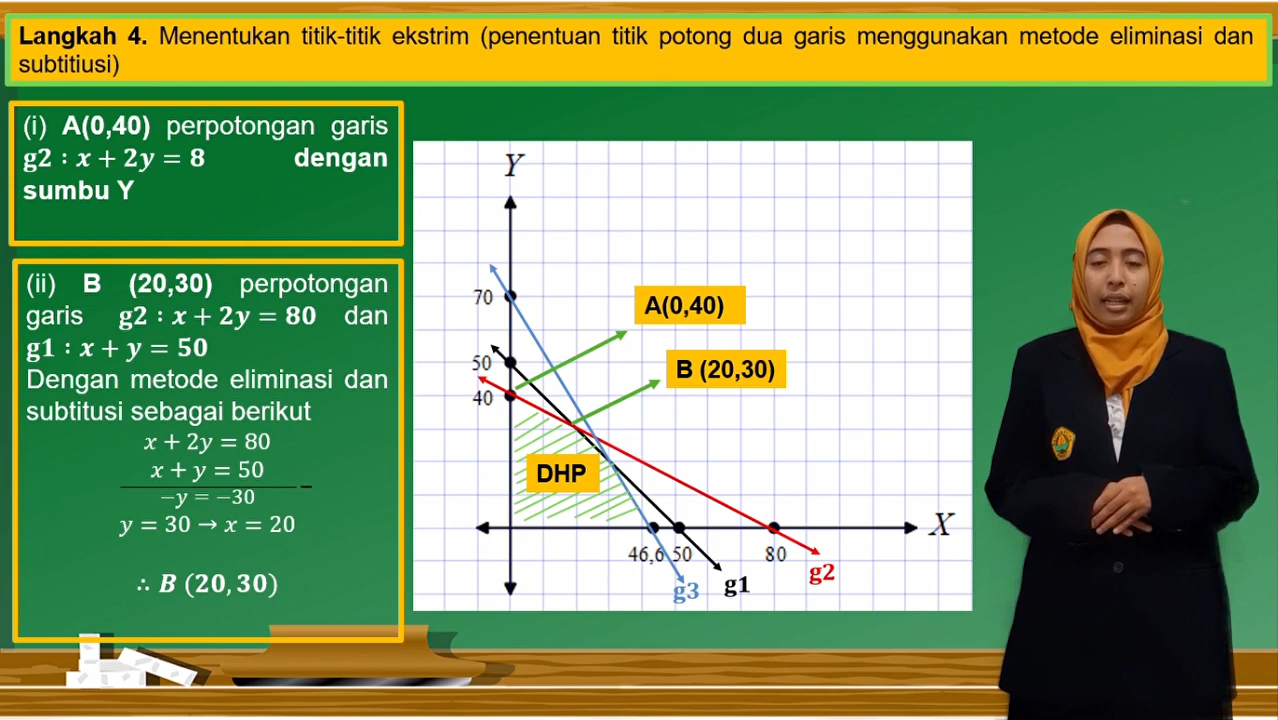 Langkah 4. Menentukan titik-titik ekstrim (penentuan titik potong dua garis menggunakan metode eliminasi dan
subtitiusi)
(i) A(0,40) perpotongan garis
g2 : x + 2y = 8 dengan
sumbu Y
(ii) B (20,30) perpotongan
garis g2 : x + 2y = 80 dan
g1 : x + y = 50
Dengan metode eliminasi dan
subtitusi sebagai berikut
x + 2y = 80
x + y = 50
−y = −30 −
y = 30 → x = 20
∴ B (20, 30)
Y
70
A(0,40)
50
B (20,30)
40
DHP
X
46,6 50 80
g3 g1 g2